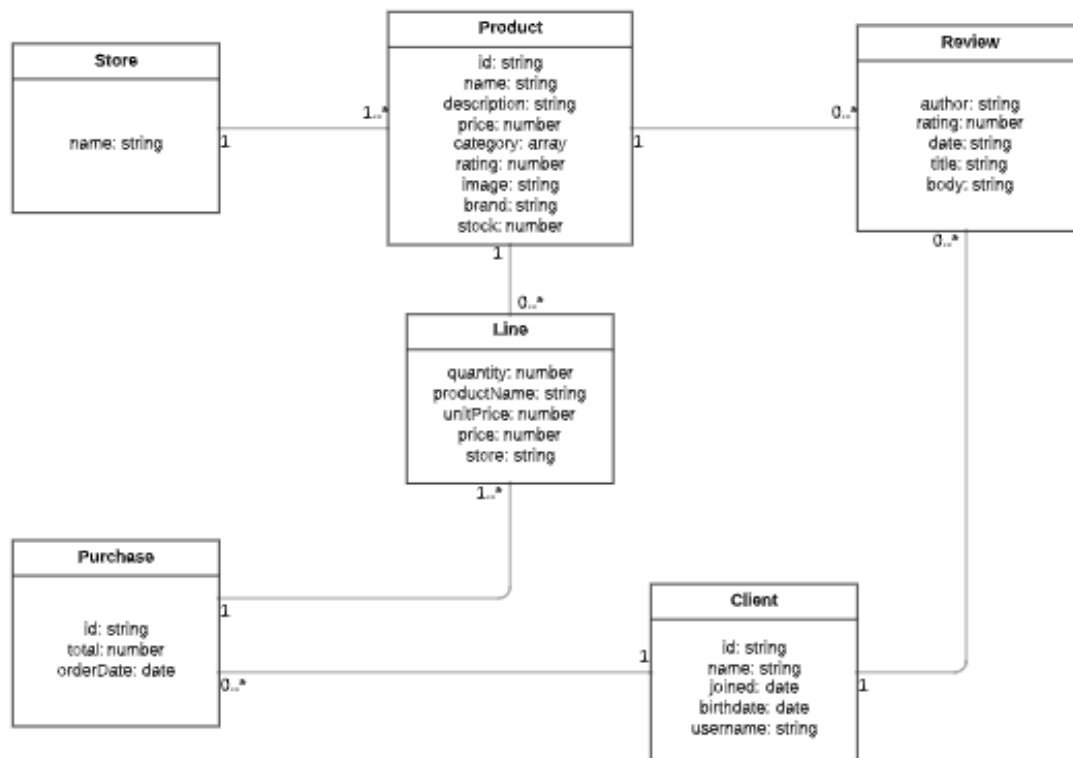 Store
name: string
1
1..*
Product
id: string
name: string
description: string
price: number
category: array
rating: number
image: string
brand: string
stock: number
1
0..*
Review
author: string
rating: number
date: string
title: string
body: string
0..*
1
0..*
Line
quantity: number
productName: string
unitPrice: number
price: number
store: string
1..*
Purchase
id: string
total: number
orderDate: date
1
0..*
1
Client
id: string
name: string
joined: date
birthdate: date
username: string
1